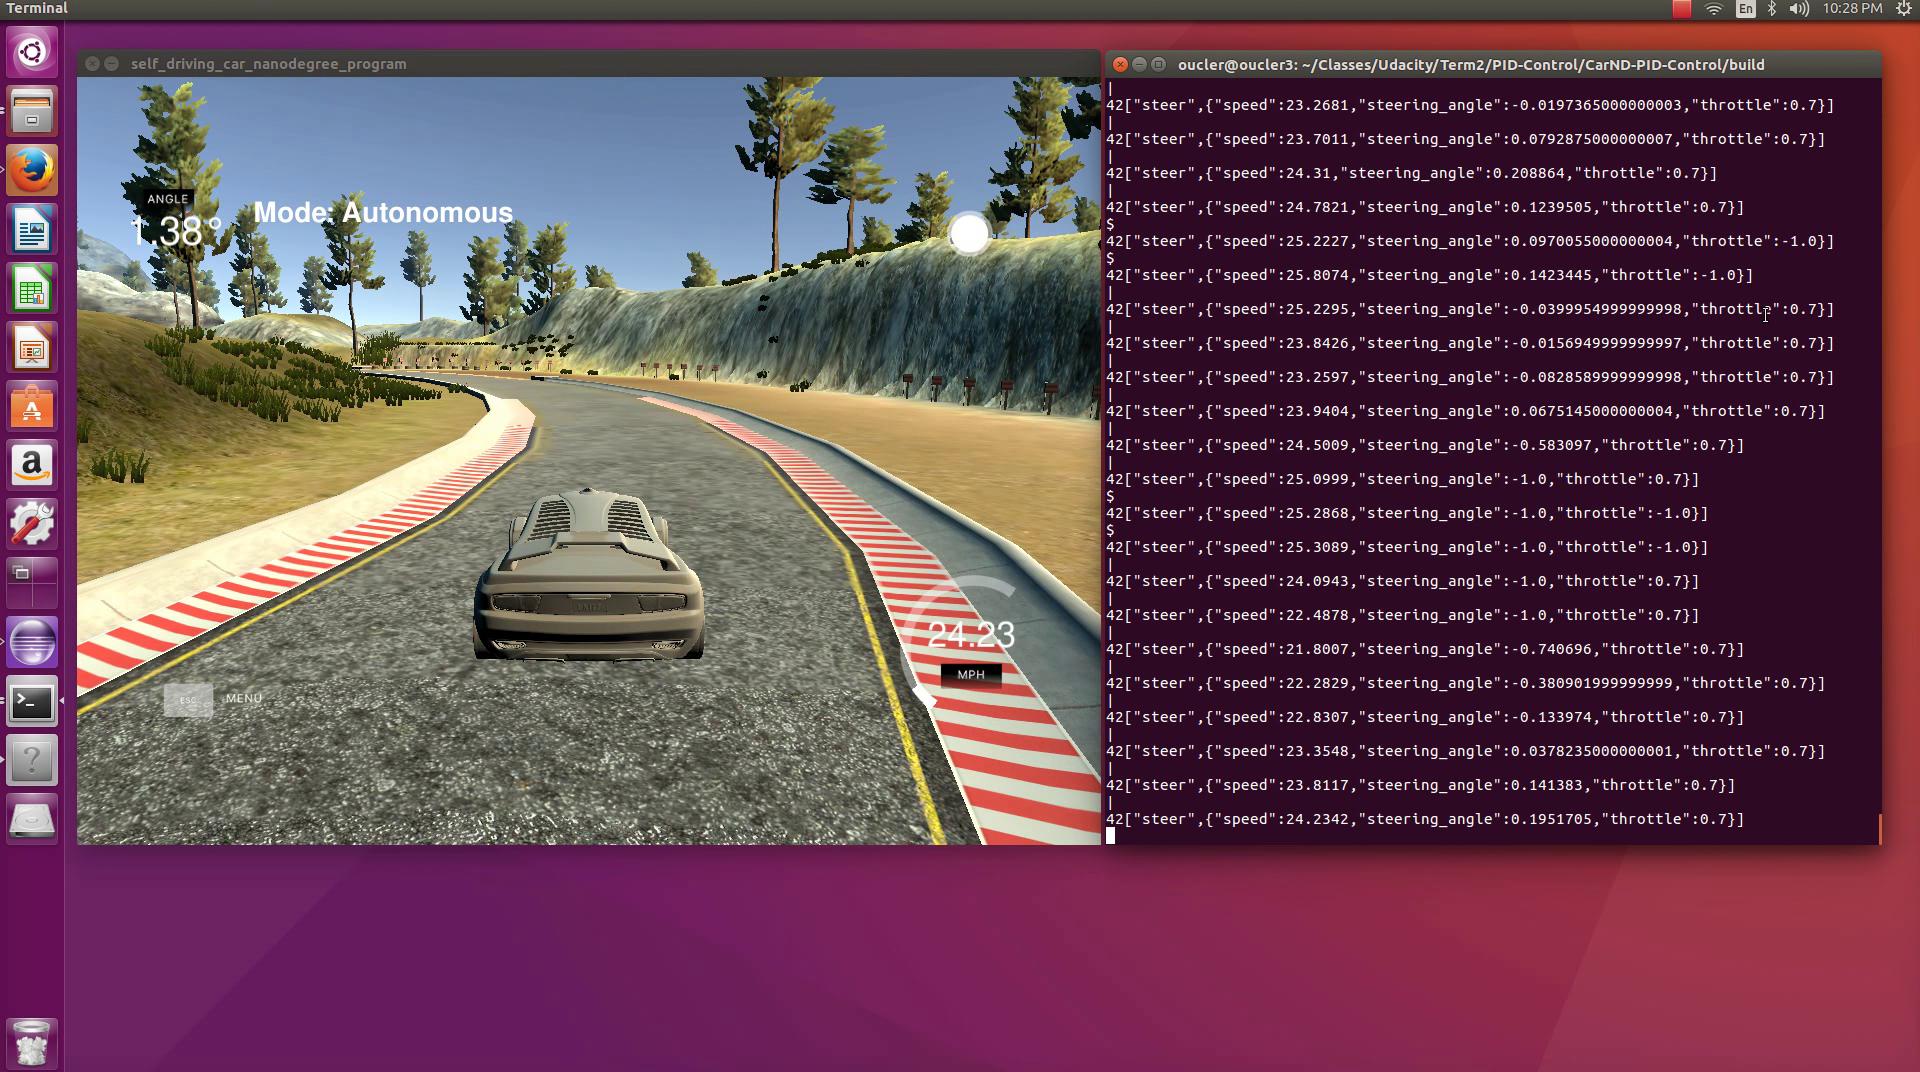 Terminal
En
10:28 PM
self_driving_car_nanodegree_program
ANGLE
1.38°
Mode: Autonomous
24.23
MPH
ESC
MENU
oucler@oucler3: ~/Classes/Udacity/Term2/PID-Control/CarND-PID-Control/build
|
42["steer",{"speed":23.2681,"steering_angle":-0.0197365000000003,"throttle":0.7}]
|
42["steer",{"speed":23.7011,"steering_angle":0.0792875000000007,"throttle":0.7}]
|
42["steer",{"speed":24.31,"steering_angle":0.208864,"throttle":0.7}]
|
42["steer",{"speed":24.7821,"steering_angle":0.1239505,"throttle":0.7}]
$
42["steer",{"speed":25.2227,"steering_angle":0.0970055000000004,"throttle":-1.0}]
$
42["steer",{"speed":25.8074,"steering_angle":0.1423445,"throttle":-1.0}]
|
42["steer",{"speed":25.2295,"steering_angle":-0.0399954999999998,"throttle":0.7}]
|
42["steer",{"speed":23.8426,"steering_angle":-0.0156949999999997,"throttle":0.7}]
|
42["steer",{"speed":23.2597,"steering_angle":-0.0828589999999998,"throttle":0.7}]
|
42["steer",{"speed":23.9404,"steering_angle":0.0675145000000004,"throttle":0.7}]
|
42["steer",{"speed":24.5009,"steering_angle":-0.583097,"throttle":0.7}]
|
42["steer",{"speed":25.0999,"steering_angle":-1.0,"throttle":0.7}]
$
42["steer",{"speed":25.2868,"steering_angle":-1.0,"throttle":-1.0}]
$
42["steer",{"speed":25.3089,"steering_angle":-1.0,"throttle":-1.0}]
|
42["steer",{"speed":24.0943,"steering_angle":-1.0,"throttle":0.7}]
|
42["steer",{"speed":22.4878,"steering_angle":-1.0,"throttle":0.7}]
|
42["steer",{"speed":21.8007,"steering_angle":-0.740696,"throttle":0.7}]
|
42["steer",{"speed":22.2829,"steering_angle":-0.380901999999999,"throttle":0.7}]
|
42["steer",{"speed":22.8307,"steering_angle":-0.133974,"throttle":0.7}]
|
42["steer",{"speed":23.3548,"steering_angle":0.0378235000000001,"throttle":0.7}]
|
42["steer",{"speed":23.8117,"steering_angle":0.141383,"throttle":0.7}]
|
42["steer",{"speed":24.2342,"steering_angle":0.1951705,"throttle":0.7}]